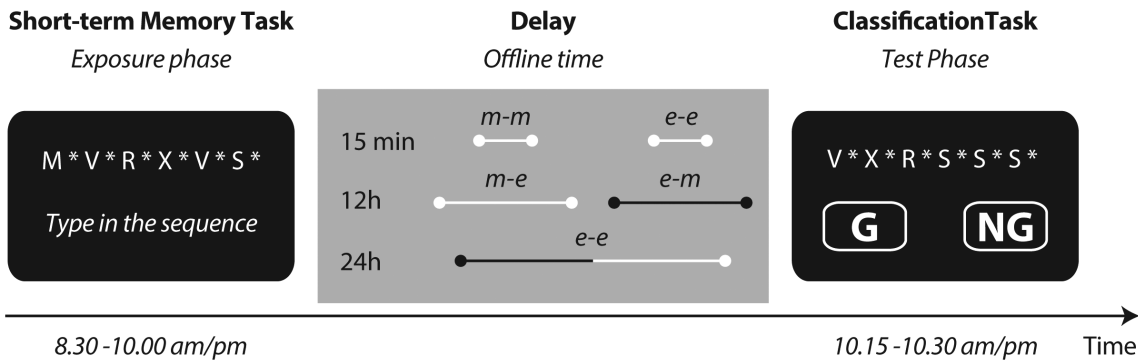 Short-term Memory Task
Exposure phase
M * V * R * X * V * S *
Type in the sequence
8.30 -10.00 am/pm
Delay
Offline time
15 min
m-m
e-e
12h
m-e
e-m
24h
e-e
ClassificationTask
Test Phase
V * X * R * S * S * S *
G
NG
10.15 -10.30 am/pm
Time